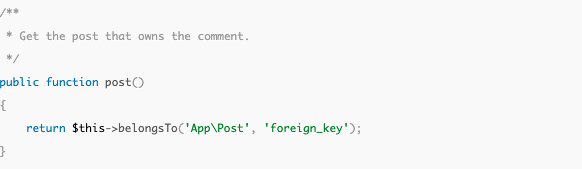 /**
 * Get the post that owns the comment.
 */
public function post()
{
    return $this->belongsTo('App\Post', 'foreign_key');
}